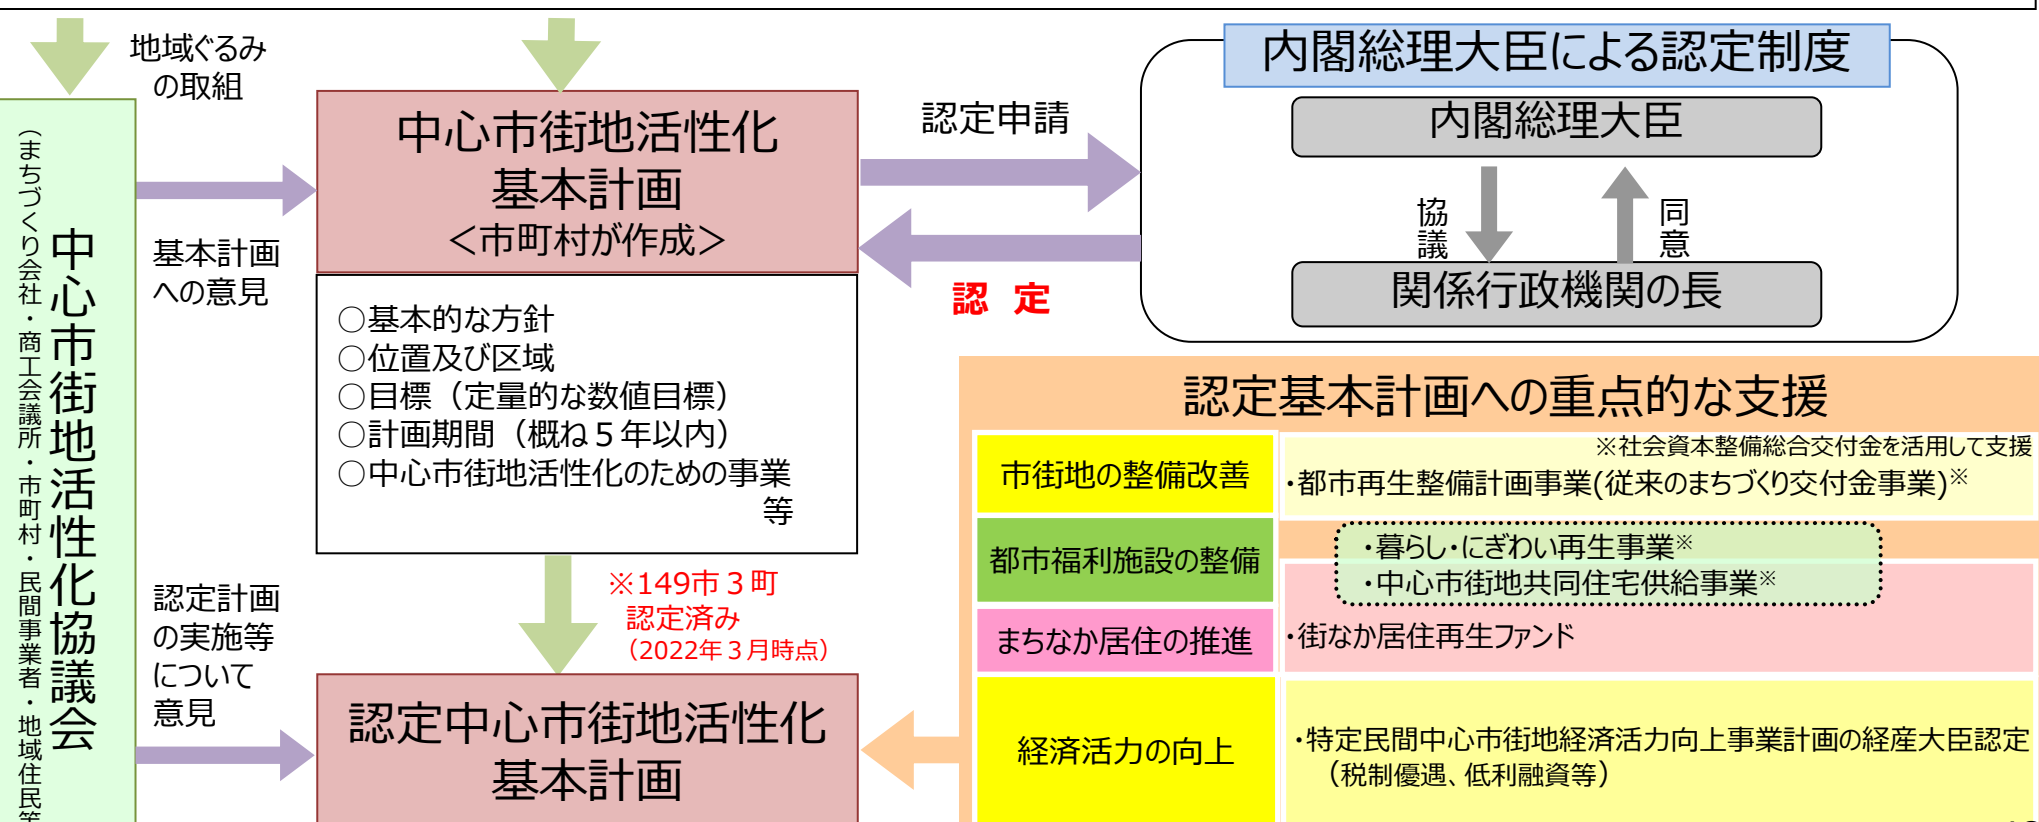 地域ぐるみ
の取組
（まちづくり会社・商工会議所・市町村・民間事業者・地域住民等
中心市街地活性化協議会
基本計画
への意見
認定計画
の実施等
について
意見
中心市街地活性化
基本計画
＜市町村が作成＞
○基本的な方針
○位置及び区域
○目標（定量的な数値目標）
○計画期間（概ね５年以内）
○中心市街地活性化のための事業
等
※149市３町
認定済み
（2022年３月時点）
認定中心市街地活性化
基本計画
認定申請
認 定
内閣総理大臣による認定制度
内閣総理大臣
協議
同意
関係行政機関の長
認定基本計画への重点的な支援
市街地の整備改善
※社会資本整備総合交付金を活用して支援
・都市再生整備計画事業(従来のまちづくり交付金事業)※
都市福利施設の整備
・暮らし・にぎわい再生事業※
・中心市街地共同住宅供給事業※
まちなか居住の推進
・街なか居住再生ファンド
経済活力の向上
・特定民間中心市街地経済活力向上事業計画の経産大臣認定
（税制優遇、低利融資等）